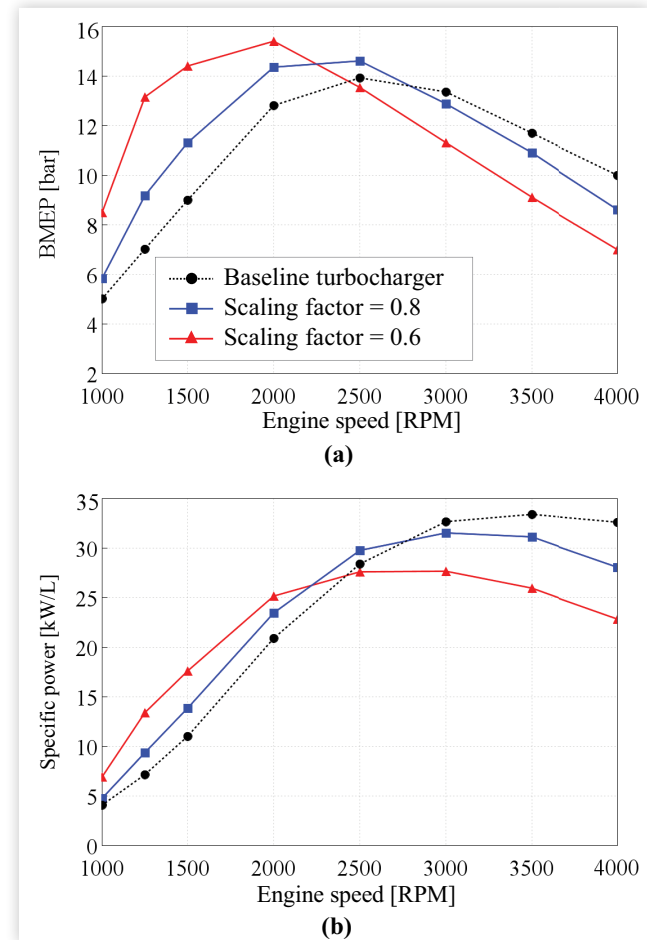 16
14
12
10
8
6
4
2
BMEP [bar]
Baseline turbocharger
Scaling factor = 0.8
Scaling factor = 0.6
1000 1500 2000 2500 3000 3500 4000
Engine speed [RPM]
(a)
35
30
25
20
15
10
5
0
Specific power [kW/L]
1000 1500 2000 2500 3000 3500 4000
Engine speed [RPM]
(b)